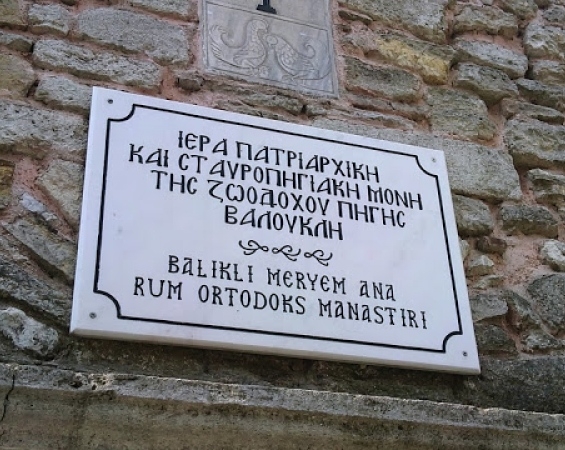 ΙΕΡΑ ΠΑΤΡΙΑΡΧΙΚΗ
ΚΑΙ ΣΤΑΥΡΟΠΗΓΙΑΚΗ ΜΟΝΗ
ΤΗΣ ΖΩΟΔΟΧΟΥ ΠΗΓΗΣ
ΒΑΛΟΥΚΛΗ
BALIKLI MERYEM ANA
RUM ORTODOKS MANASTIRI